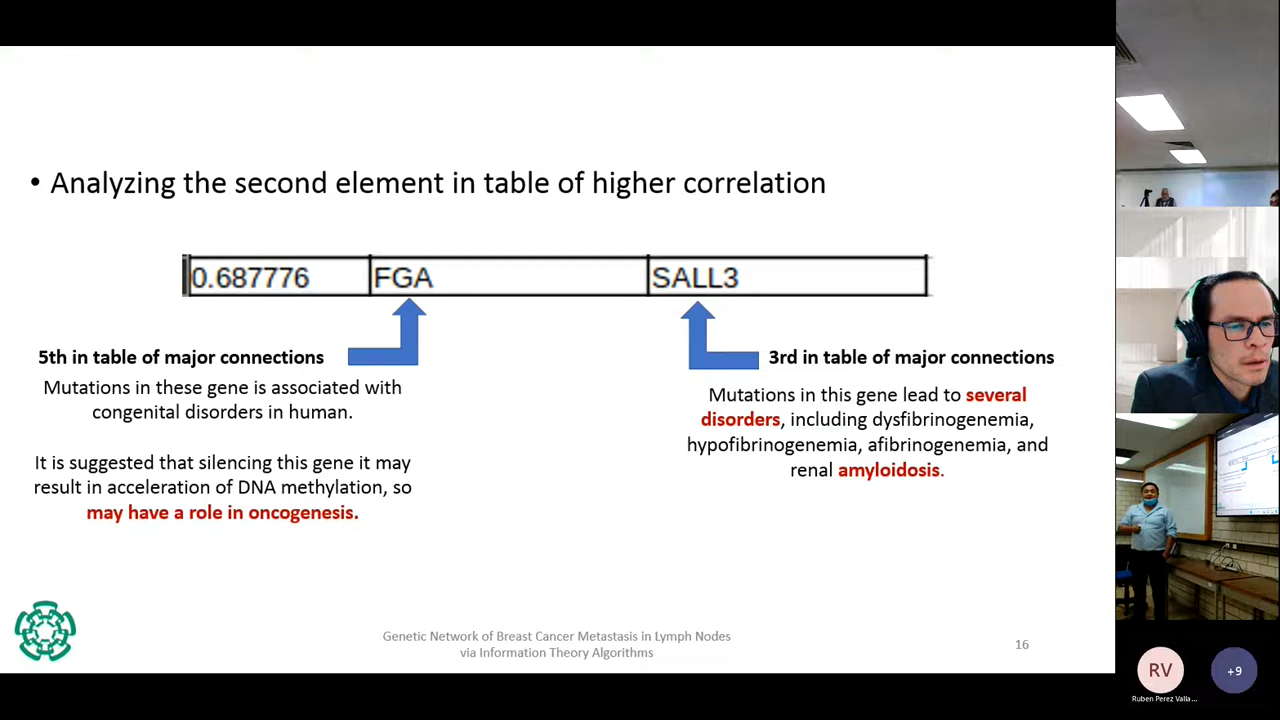 • Analyzing the second element in table of higher correlation
0.687776 FGA SALL3
5th in table of major connections
Mutations in these gene is associated with
congenital disorders in human.
It is suggested that silencing this gene it may
result in acceleration of DNA methylation, so
may have a role in oncogenesis.
3rd in table of major connections
Mutations in this gene lead to several
disorders, including dysfibrinogenemia,
hypofibrinogenemia, afibrinogenemia, and
renal amyloidosis.
Genetic Network of Breast Cancer Metastasis in Lymph Nodes
via Information Theory Algorithms
16
RV
+9
Ruben Perez Valla...